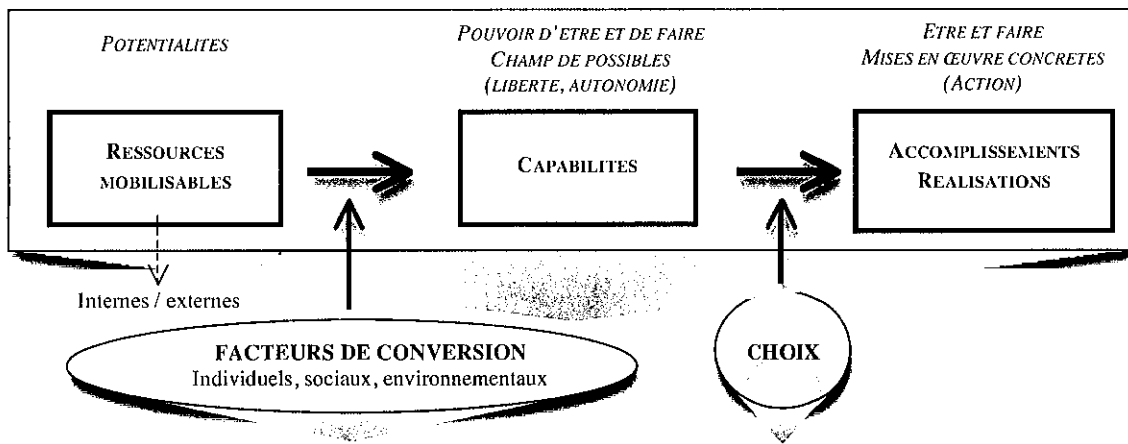 POTENTIALITES
POUVOIR D'ETRE ET DE FAIRE
CHAMP DE POSSIBLES
(LIBERTE, AUTONOMIE)
ETRE ET FAIRE
MISES EN ŒUVRE CONCRETES
(ACTION)
RESSOURCES
MOBILISABLES
CAPABILITES
ACCOMPLISSEMENTS
REALISATIONS
Internes / externes
FACTEURS DE CONVERSION
Individuels, sociaux, environnementaux
CHOIX